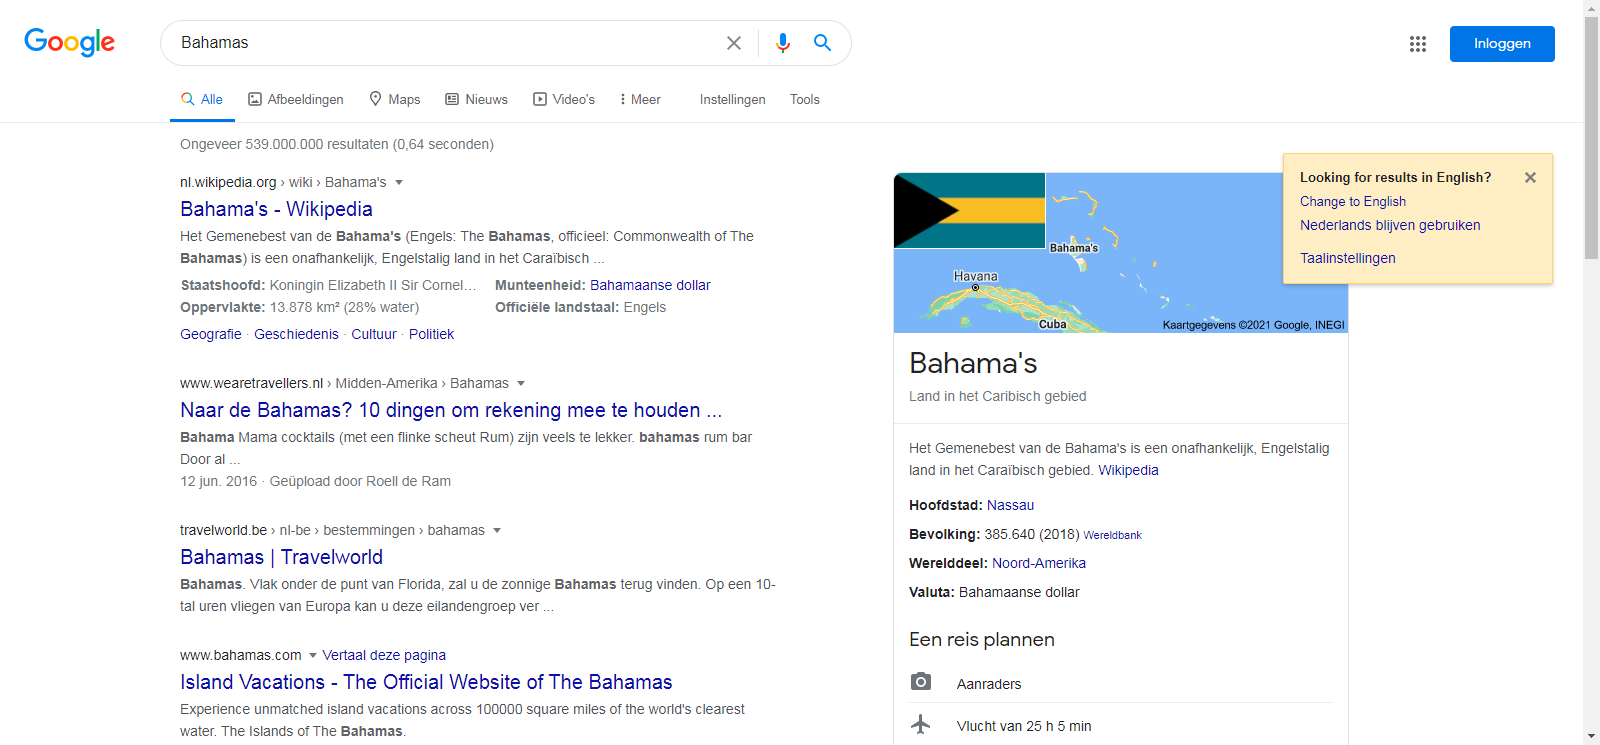 Google
Bahamas
Inloggen
Alle
Afbeeldingen
Maps
Nieuws
Video's
Meer
Instellingen
Tools
Ongeveer 539.000.000 resultaten (0,64 seconden)
nl.wikipedia.org › wiki › Bahama's
Bahama's - Wikipedia
Het Gemenebest van de Bahama's (Engels: The Bahamas, officieel: Commonwealth of The
Bahamas) is een onafhankelijk, Engelstalig land in het Caraïbisch ...
Staatshoofd: Koningin Elizabeth II Sir Cornel… Munteenheid: Bahamaanse dollar
Oppervlakte: 13.878 km² (28% water) Officiële landstaal: Engels
Geografie · Geschiedenis · Cultuur · Politiek
www.wearetravellers.nl › Midden-Amerika › Bahamas
Naar de Bahamas? 10 dingen om rekening mee te houden ...
Bahama Mama cocktails (met een flinke scheut Rum) zijn veels te lekker. bahamas rum bar
Door al ...
12 jun. 2016 · Geüpload door Roell de Ram
travelworld.be › nl-be › bestemmingen › bahamas
Bahamas | Travelworld
Bahamas. Vlak onder de punt van Florida, zal u de zonnige Bahamas terug vinden. Op een 10-
tal uren vliegen van Europa kan u deze eilandengroep ver ...
www.bahamas.com Vertaal deze pagina
Island Vacations - The Official Website of The Bahamas
Experience unmatched island vacations across 100000 square miles of the world's clearest
water. The Islands of The Bahamas.
Bahama's
Havana
Cuba
Kaartgegevens ©2021 Google, INEGI
Looking for results in English?
Change to English
Nederlands blijven gebruiken
Taalinstellingen
Bahama's
Land in het Caribisch gebied
Het Gemenebest van de Bahama's is een onafhankelijk, Engelstalig
land in het Caraïbisch gebied. Wikipedia
Hoofdstad: Nassau
Bevolking: 385.640 (2018) Wereldbank
Werelddeel: Noord-Amerika
Valuta: Bahamaanse dollar
Een reis plannen
Aanraders
Vlucht van 25 h 5 min